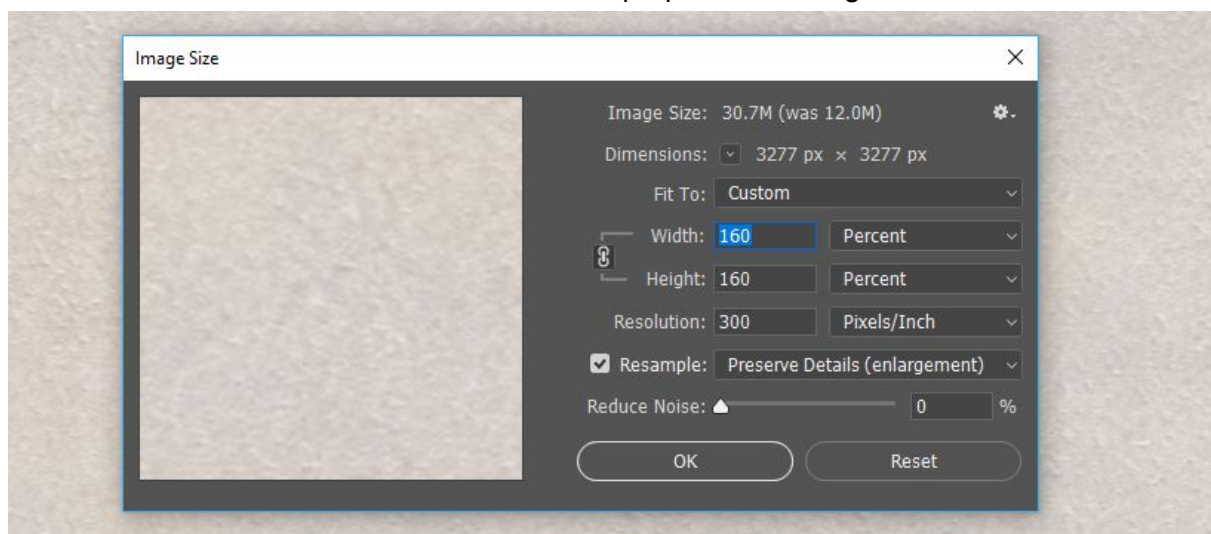 Image Size
Image Size: 30.7M (was 12.0M)
Dimensions: 3277 px × 3277 px
Fit To: Custom
Width: 160 Percent
Height: 160 Percent
Resolution: 300 Pixels/Inch
Resample: Preserve Details (enlargement)
Reduce Noise: 0 %
OK Reset